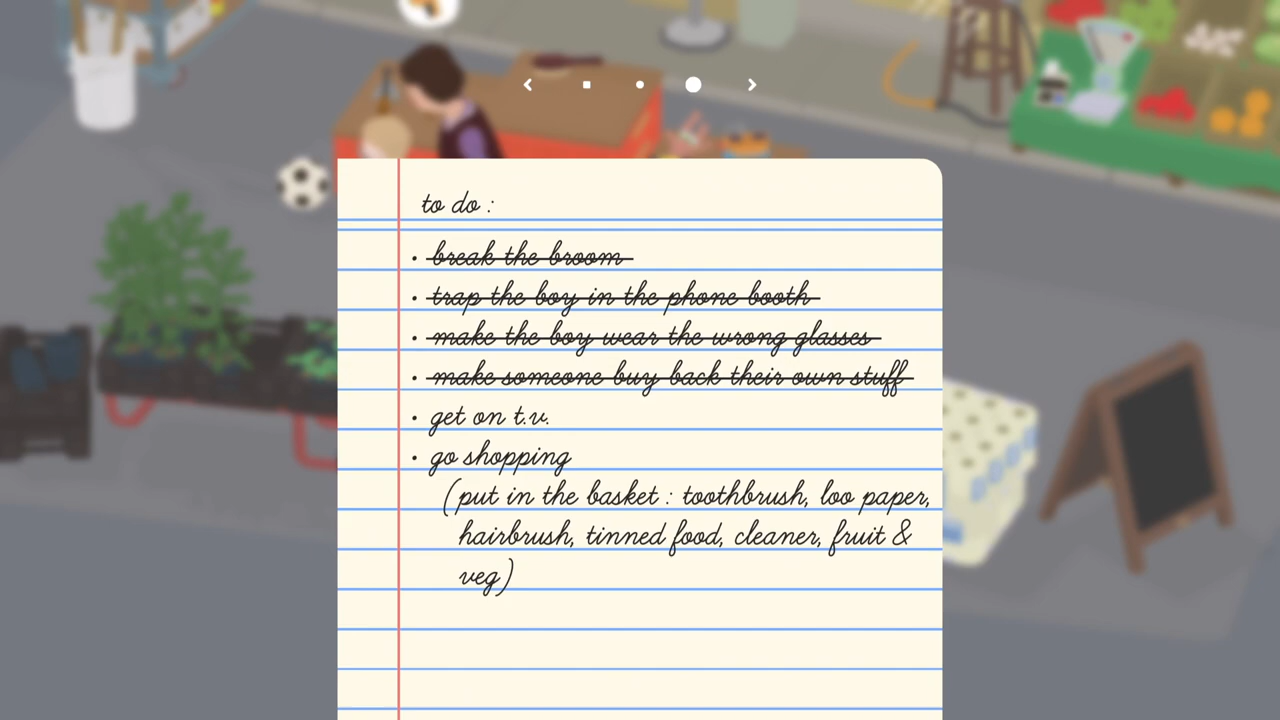 to do :
• break the broom
• trap the boy in the phone booth
• make the boy wear the wrong glasses
• make someone buy back their own stuff
• get on t.v.
• go shopping
(put in the basket : toothbrush, loo paper,
hairbrush, tinned food, cleaner, fruit &
veg)